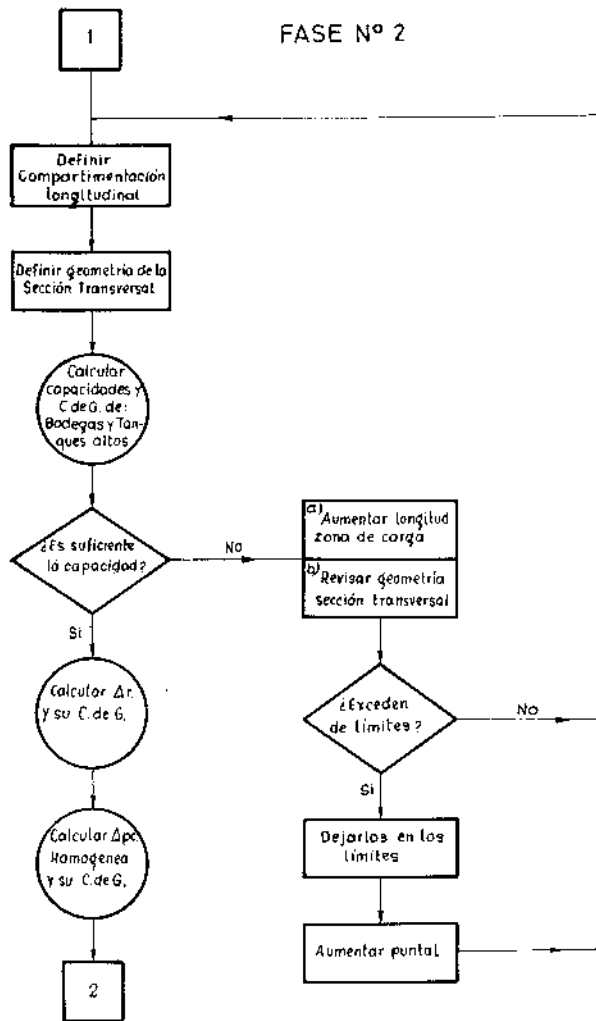 1
FASE Nº 2
Definir
Compartimentación
longitudinal
Definir geometría de la
Sección Transversal
Calcular
capacidades y
C de G. de:
Bodegas y Tan-
ques altos
¿Es suficiente
la capacidad?
No
Si
a) Aumentar longitud
zona de carga
b) Revisar geometría
sección transversal
¿Exceden
de límites?
No
Si
Calcular Δr.
y su C. de G.
Dejarlos en los
límites
Calcular Δpc.
Homogenea
y su C. de G.
Aumentar puntal
2